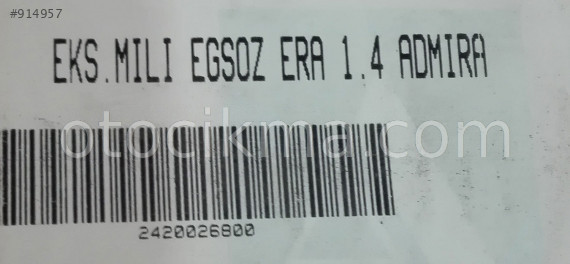 #914957
EKS.MILI EGSOZ ERA 1.4 ADMIRA
otocikma.com
2420026800